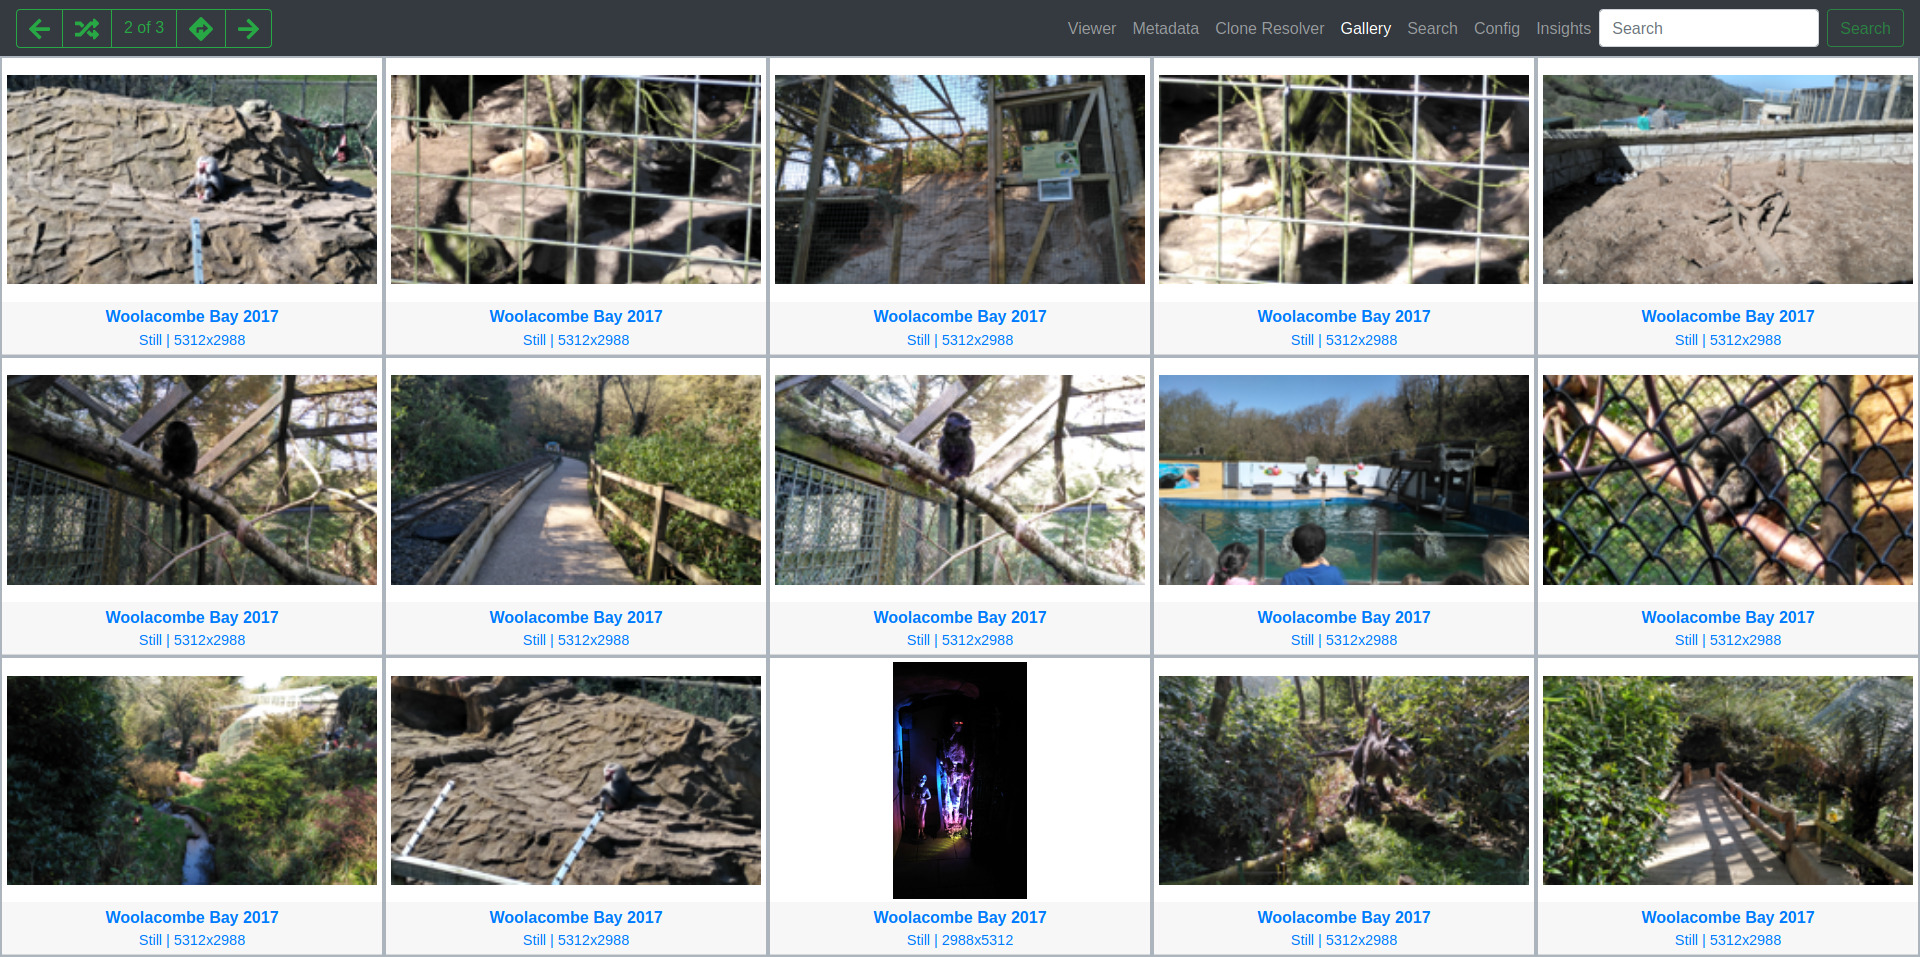 2 of 3
Viewer Metadata Clone Resolver Gallery Search Config Insights Search Search
Woolacombe Bay 2017 Woolacombe Bay 2017 Woolacombe Bay 2017 Woolacombe Bay 2017 Woolacombe Bay 2017
Still | 5312x2988 Still | 5312x2988 Still | 5312x2988 Still | 5312x2988 Still | 5312x2988
Woolacombe Bay 2017 Woolacombe Bay 2017 Woolacombe Bay 2017 Woolacombe Bay 2017 Woolacombe Bay 2017
Still | 5312x2988 Still | 5312x2988 Still | 5312x2988 Still | 5312x2988 Still | 5312x2988
Woolacombe Bay 2017 Woolacombe Bay 2017 Woolacombe Bay 2017 Woolacombe Bay 2017 Woolacombe Bay 2017
Still | 5312x2988 Still | 5312x2988 Still | 2988x5312 Still | 5312x2988 Still | 5312x2988